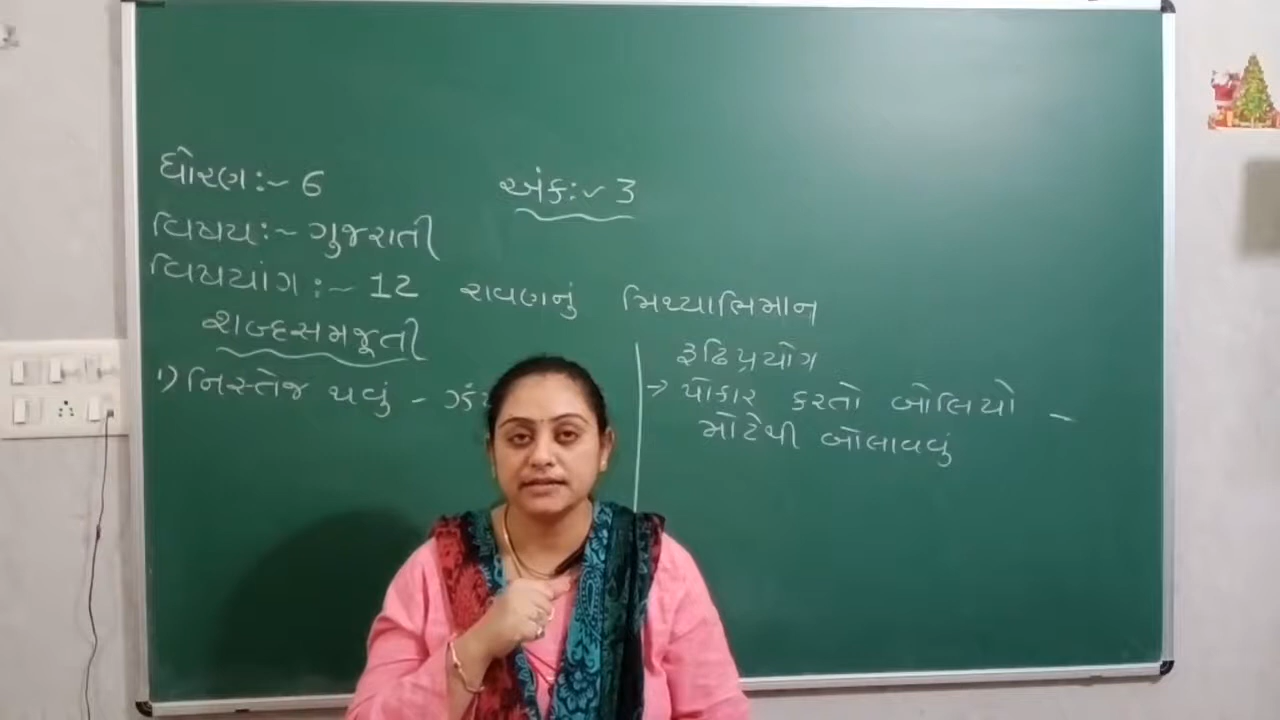 ધોરણ:- 6
અંક:- 3
વિષય:- ગુજરાતી
વિષયાંગ:- 12 રાવણનું મિથ્યાભિમાન
શબ્દસમજૂતી
1) નિસ્તેજ થવું -
રૂઢિપ્રયોગ
→ પોકાર કરતો બોલિયો -
મોટેથી બોલાવવું